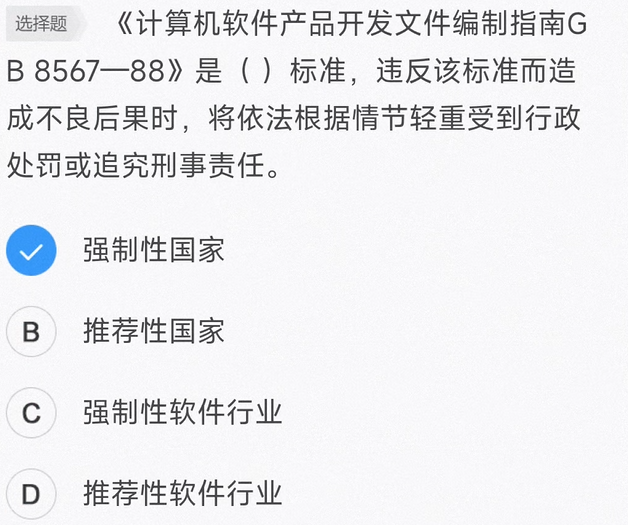 选择题 《计算机软件产品开发文件编制指南G
B 8567—88》是（ ）标准，违反该标准而造
成不良后果时，将依法根据情节轻重受到行政
处罚或追究刑事责任。
强制性国家
B 推荐性国家
C 强制性软件行业
D 推荐性软件行业